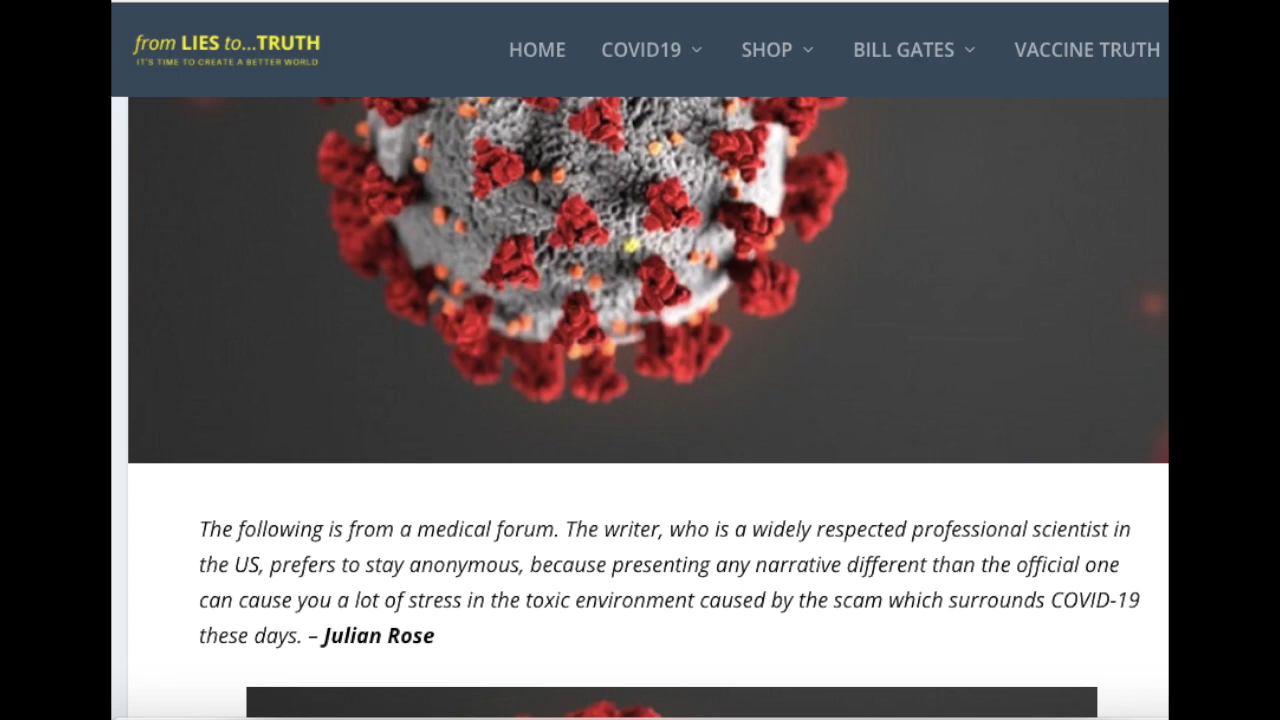 from LIES to...TRUTH
IT'S TIME TO CREATE A BETTER WORLD
HOME COVID19 SHOP BILL GATES VACCINE TRUTH
The following is from a medical forum. The writer, who is a widely respected professional scientist in
the US, prefers to stay anonymous, because presenting any narrative different than the official one
can cause you a lot of stress in the toxic environment caused by the scam which surrounds COVID-19
these days. – Julian Rose